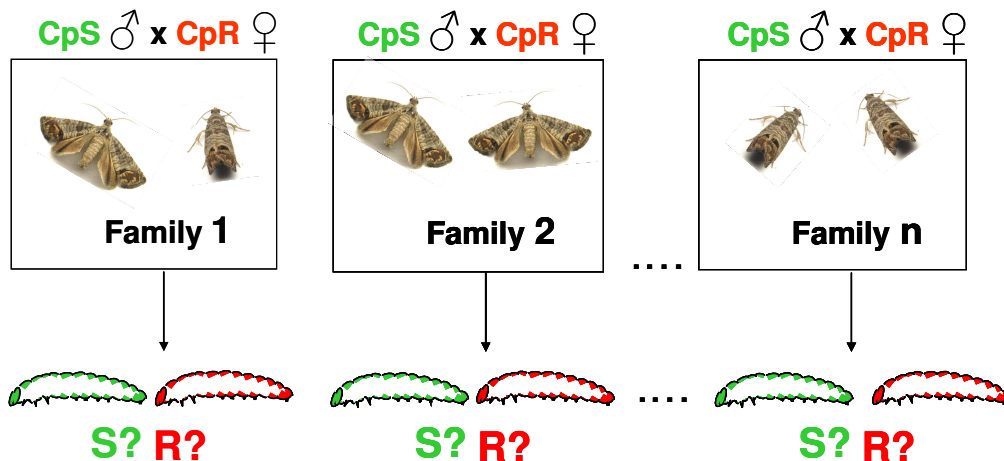 CpS ♂ x CpR ♀
CpS ♂ x CpR ♀
CpS ♂ x CpR ♀
Family 1
Family 2
Family n
....
....
S? R?
S? R?
S? R?